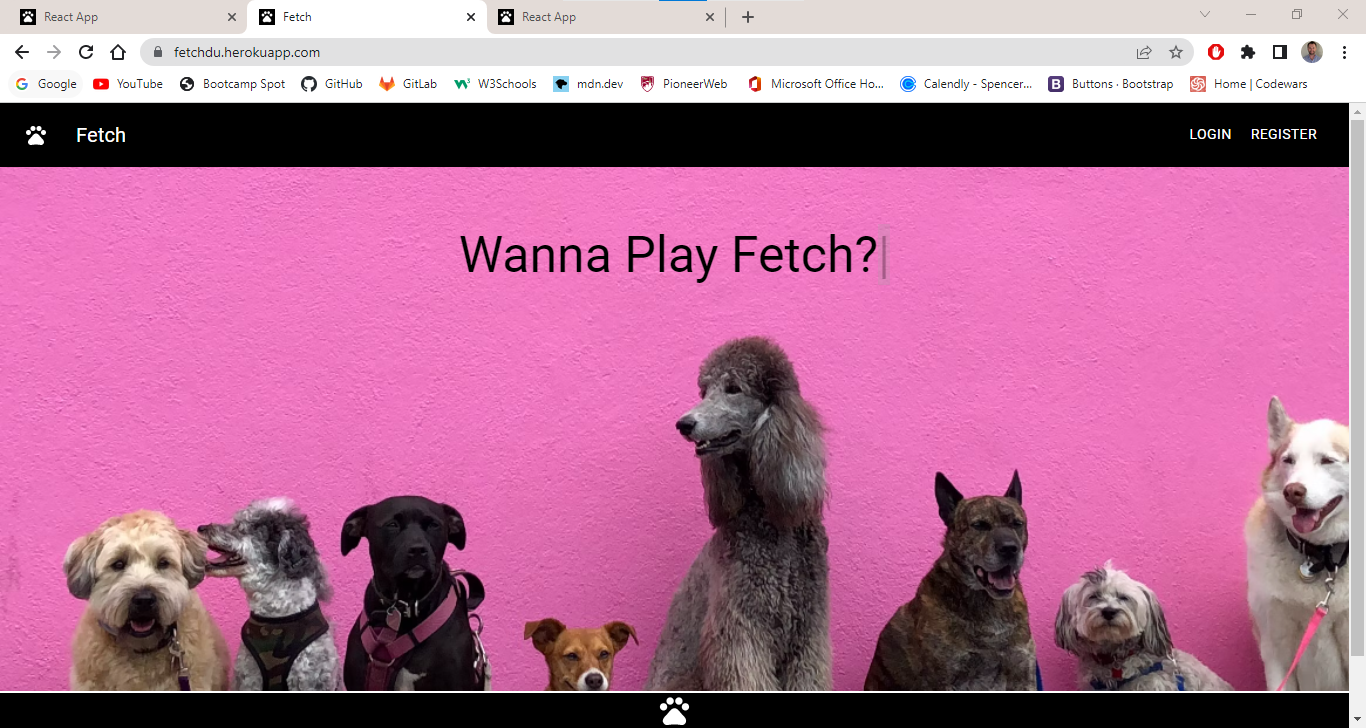 React App
Fetch
React App
fetchdu.herokuapp.com
Google
YouTube
Bootcamp Spot
GitHub
GitLab
W3Schools
mdn.dev
PioneerWeb
Microsoft Office Ho...
Calendly - Spencer...
Buttons · Bootstrap
Home | Codewars
Fetch
LOGIN
REGISTER
Wanna Play Fetch?